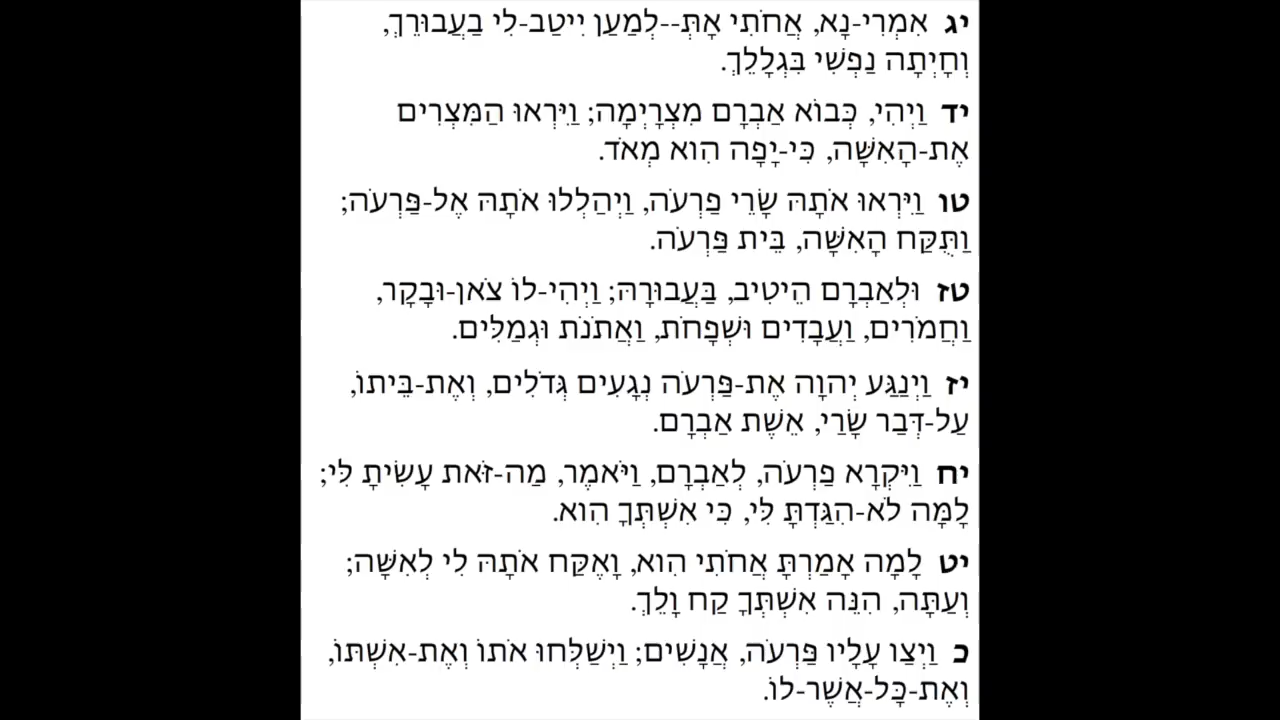 יג אִמְרִי-נָא, אֲחֹתִי אָתְּ--לְמַעַן יִיטַב-לִי בַעֲבוּרֵךְ,
וְחָיְתָה נַפְשִׁי בִּגְלָלֵךְ.
יד וַיְהִי, כְּבוֹא אַבְרָם מִצְרָיְמָה; וַיִּרְאוּ הַמִּצְרִים
אֶת-הָאִשָּׁה, כִּי-יָפָה הִוא מְאֹד.
טו וַיִּרְאוּ אֹתָהּ שָׂרֵי פַרְעֹה, וַיְהַלְלוּ אֹתָהּ אֶל-פַּרְעֹה;
וַתֻּקַּח הָאִשָּׁה, בֵּית פַּרְעֹה.
טז וּלְאַבְרָם הֵיטִיב, בַּעֲבוּרָהּ; וַיְהִי-לוֹ צֹאן-וּבָקָר,
וַחֲמֹרִים, וַעֲבָדִים וּשְׁפָחֹת, וַאֲתֹנֹת וּגְמַלִּים.
יז וַיְנַגַּע יְהוָה אֶת-פַּרְעֹה נְגָעִים גְּדֹלִים, וְאֶת-בֵּיתוֹ,
עַל-דְּבַר שָׂרַי, אֵשֶׁת אַבְרָם.
יח וַיִּקְרָא פַרְעֹה, לְאַבְרָם, וַיֹּאמֶר, מַה-זֹּאת עָשִׂיתָ לִּי;
לָמָּה לֹא-הִגַּדְתָּ לִּי, כִּי אִשְׁתְּךָ הִוא.
יט לָמָה אָמַרְתָּ אֲחֹתִי הִוא, וָאֶקַּח אֹתָהּ לִי לְאִשָּׁה;
וְעַתָּה, הִנֵּה אִשְׁתְּךָ קַח וָלֵךְ.
כ וַיְצַו עָלָיו פַּרְעֹה, אֲנָשִׁים; וַיְשַׁלְּחוּ אֹתוֹ וְאֶת-אִשְׁתּוֹ,
וְאֶת-כָּל-אֲשֶׁר-לוֹ.